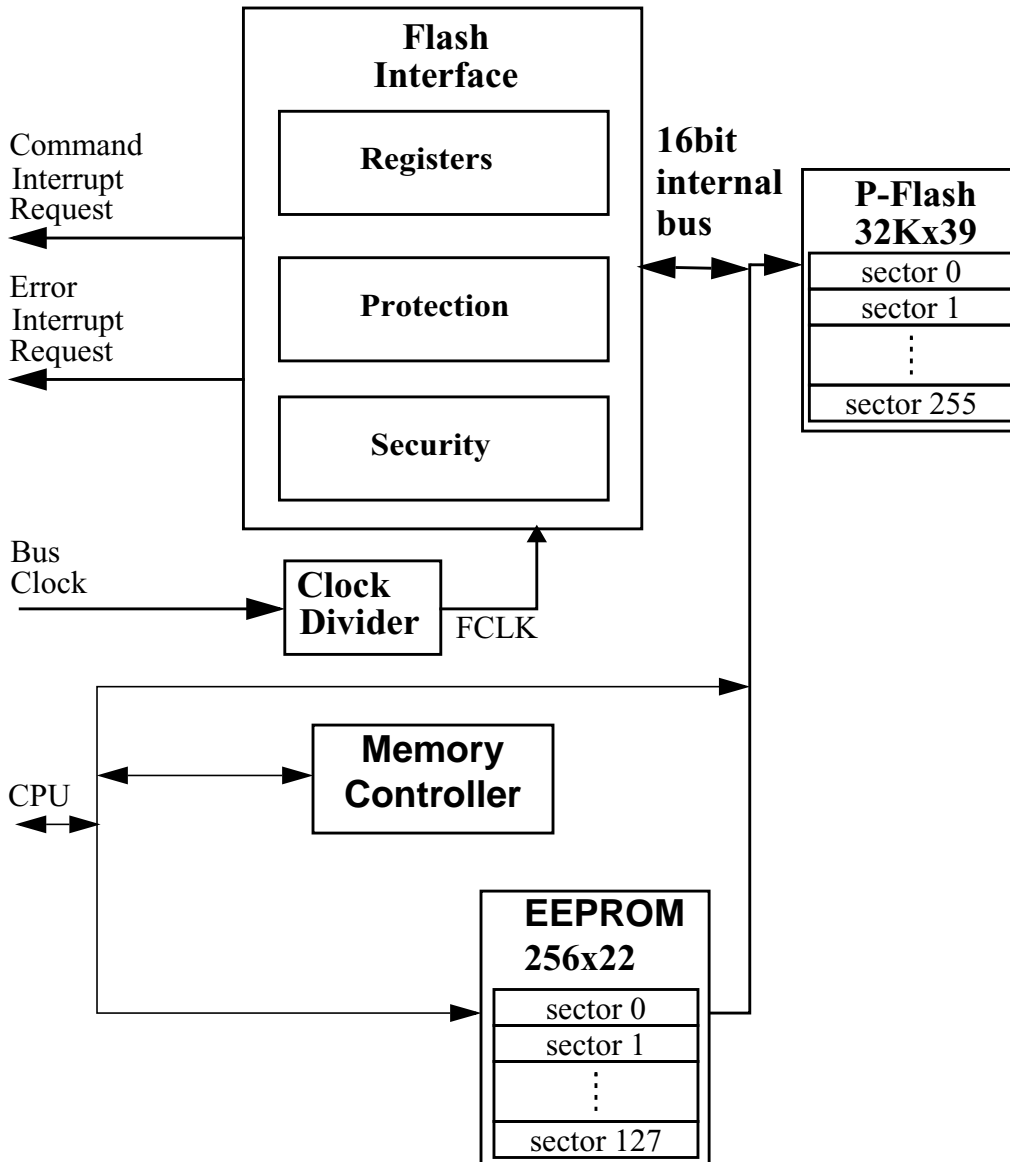 Flash
Interface
Registers
Protection
Security
Command
Interrupt
Request
Error
Interrupt
Request
16bit
internal
bus
P-Flash
32Kx39
sector 0
sector 1
sector 255
Bus
Clock
Clock
Divider
FCLK
Memory
Controller
CPU
EEPROM
256x22
sector 0
sector 1
sector 127